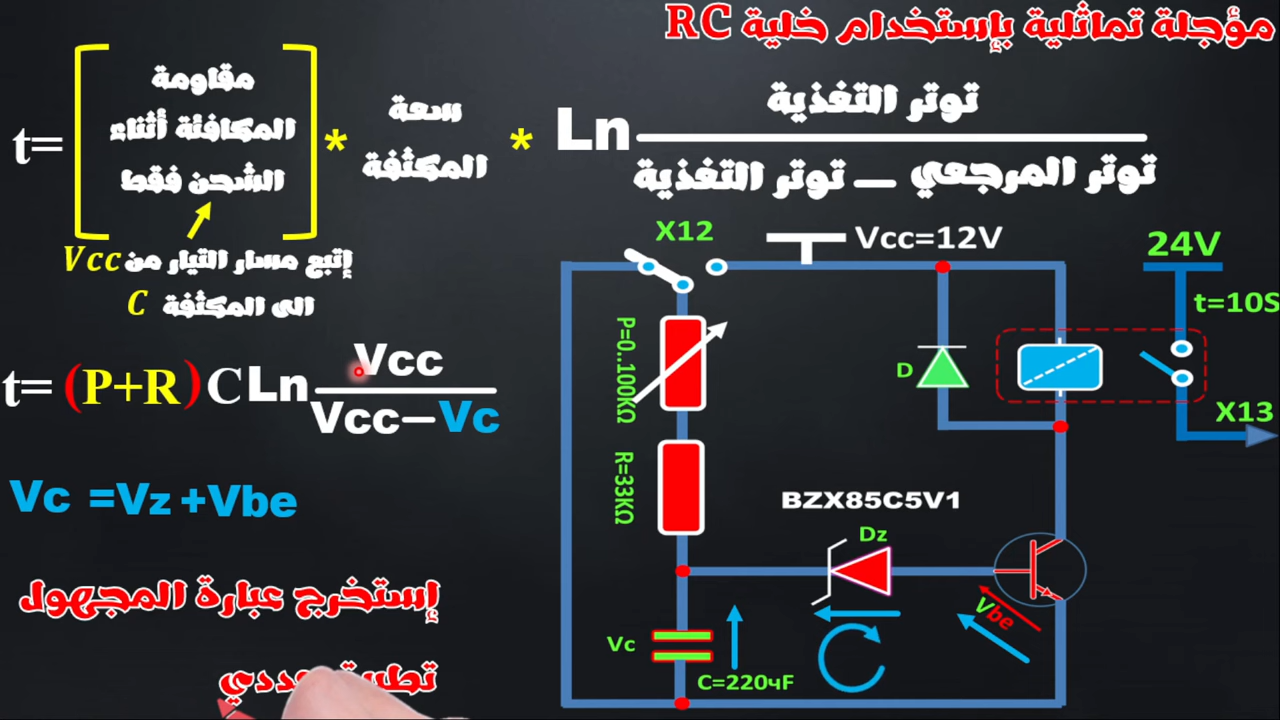 مؤجلة تماثلية بإستخدام خلية RC
t= [ مقاومة المكافئة أثناء الشحن فقط ] * سعة المكثفة * Ln توتر التغذية
توتر المرجعي – توتر التغذية
إتبع مسار التيار من Vcc
الى المكثفة C
t= (P+R) C Ln Vcc
Vcc–Vc
Vc =Vz +Vbe
إستخرج عبارة المجهول
X12
Vcc=12V
24V
t=10S
P=0..100KΩ
D
X13
R=33KΩ
BZX85C5V1
Dz
Vbe
Vc
C=220чF